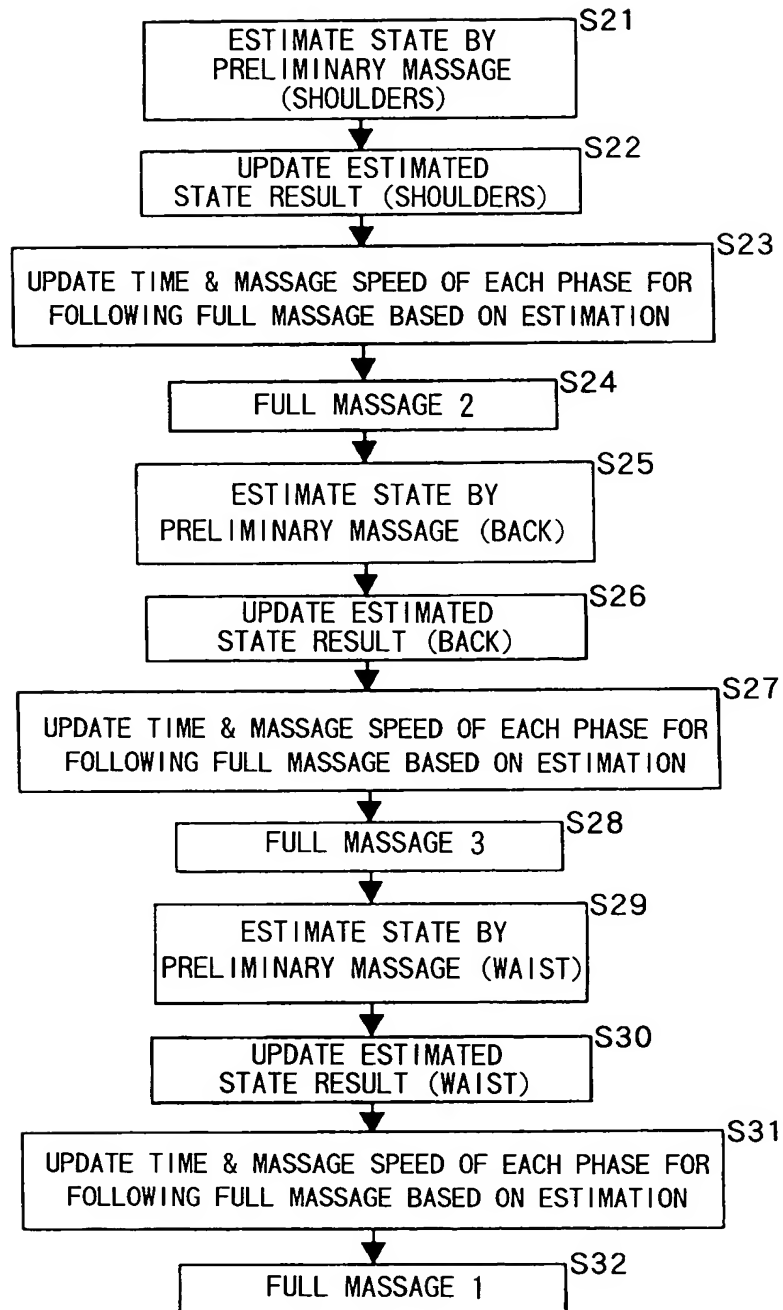 S21
ESTIMATE STATE BY
PRELIMINARY MASSAGE
(SHOULDERS)
S22
UPDATE ESTIMATED
STATE RESULT (SHOULDERS)
S23
UPDATE TIME & MASSAGE SPEED OF EACH PHASE FOR
FOLLOWING FULL MASSAGE BASED ON ESTIMATION
S24
FULL MASSAGE 2
S25
ESTIMATE STATE BY
PRELIMINARY MASSAGE (BACK)
S26
UPDATE ESTIMATED
STATE RESULT (BACK)
S27
UPDATE TIME & MASSAGE SPEED OF EACH PHASE FOR
FOLLOWING FULL MASSAGE BASED ON ESTIMATION
S28
FULL MASSAGE 3
S29
ESTIMATE STATE BY
PRELIMINARY MASSAGE (WAIST)
S30
UPDATE ESTIMATED
STATE RESULT (WAIST)
S31
UPDATE TIME & MASSAGE SPEED OF EACH PHASE FOR
FOLLOWING FULL MASSAGE BASED ON ESTIMATION
S32
FULL MASSAGE 1